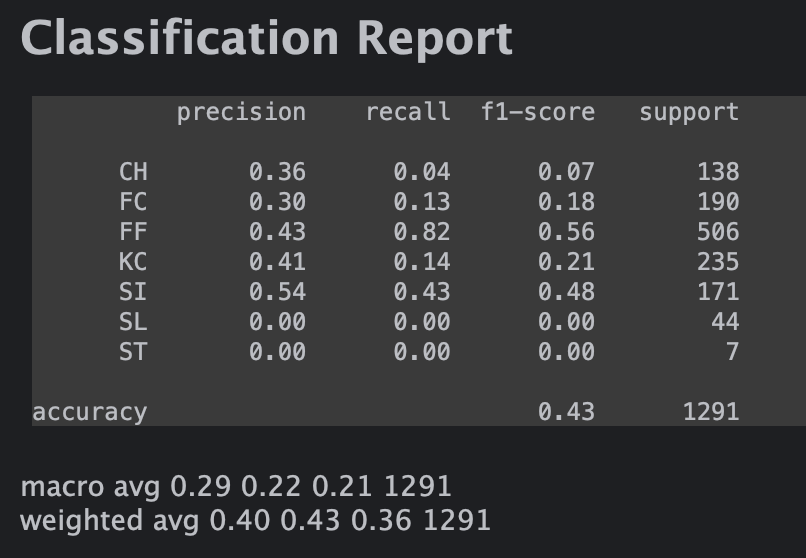 Classification Report
precision recall f1-score support
CH 0.36 0.04 0.07 138
FC 0.30 0.13 0.18 190
FF 0.43 0.82 0.56 506
KC 0.41 0.14 0.21 235
SI 0.54 0.43 0.48 171
SL 0.00 0.00 0.00 44
ST 0.00 0.00 0.00 7
accuracy 0.43 1291
macro avg 0.29 0.22 0.21 1291
weighted avg 0.40 0.43 0.36 1291